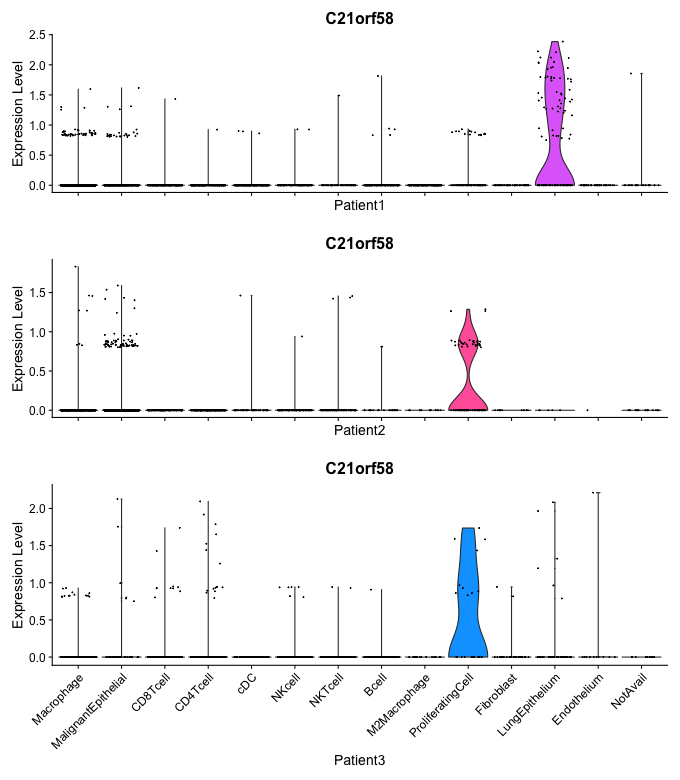 C21orf58
Expression Level
2.5
2.0
1.5
1.0
0.5
0.0
Patient1
C21orf58
Expression Level
1.5
1.0
0.5
0.0
Patient2
C21orf58
Expression Level
2.0
1.5
1.0
0.5
0.0
Macrophage
MalignantEpithelial
CD8Tcell
CD4Tcell
cDC
NKcell
NKTcell
Bcell
M2Macrophage
ProliferatingCell
Fibroblast
LungEpithelium
Endothelium
NotAvail
Patient3